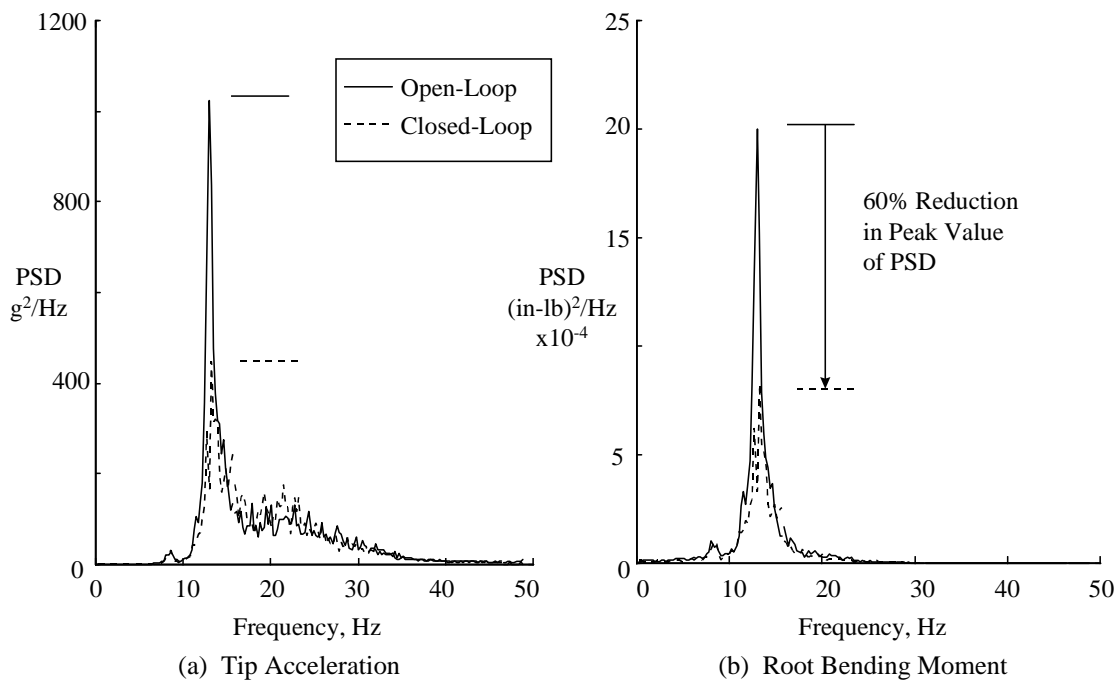 1200
800
400
0
PSD
g²/Hz
Open-Loop
Closed-Loop
0 10 20 30 40 50
Frequency, Hz
(a) Tip Acceleration
25
20
15
10
5
0
PSD
(in-lb)²/Hz
x10⁻⁴
60% Reduction
in Peak Value
of PSD
0 10 20 30 40 50
Frequency, Hz
(b) Root Bending Moment